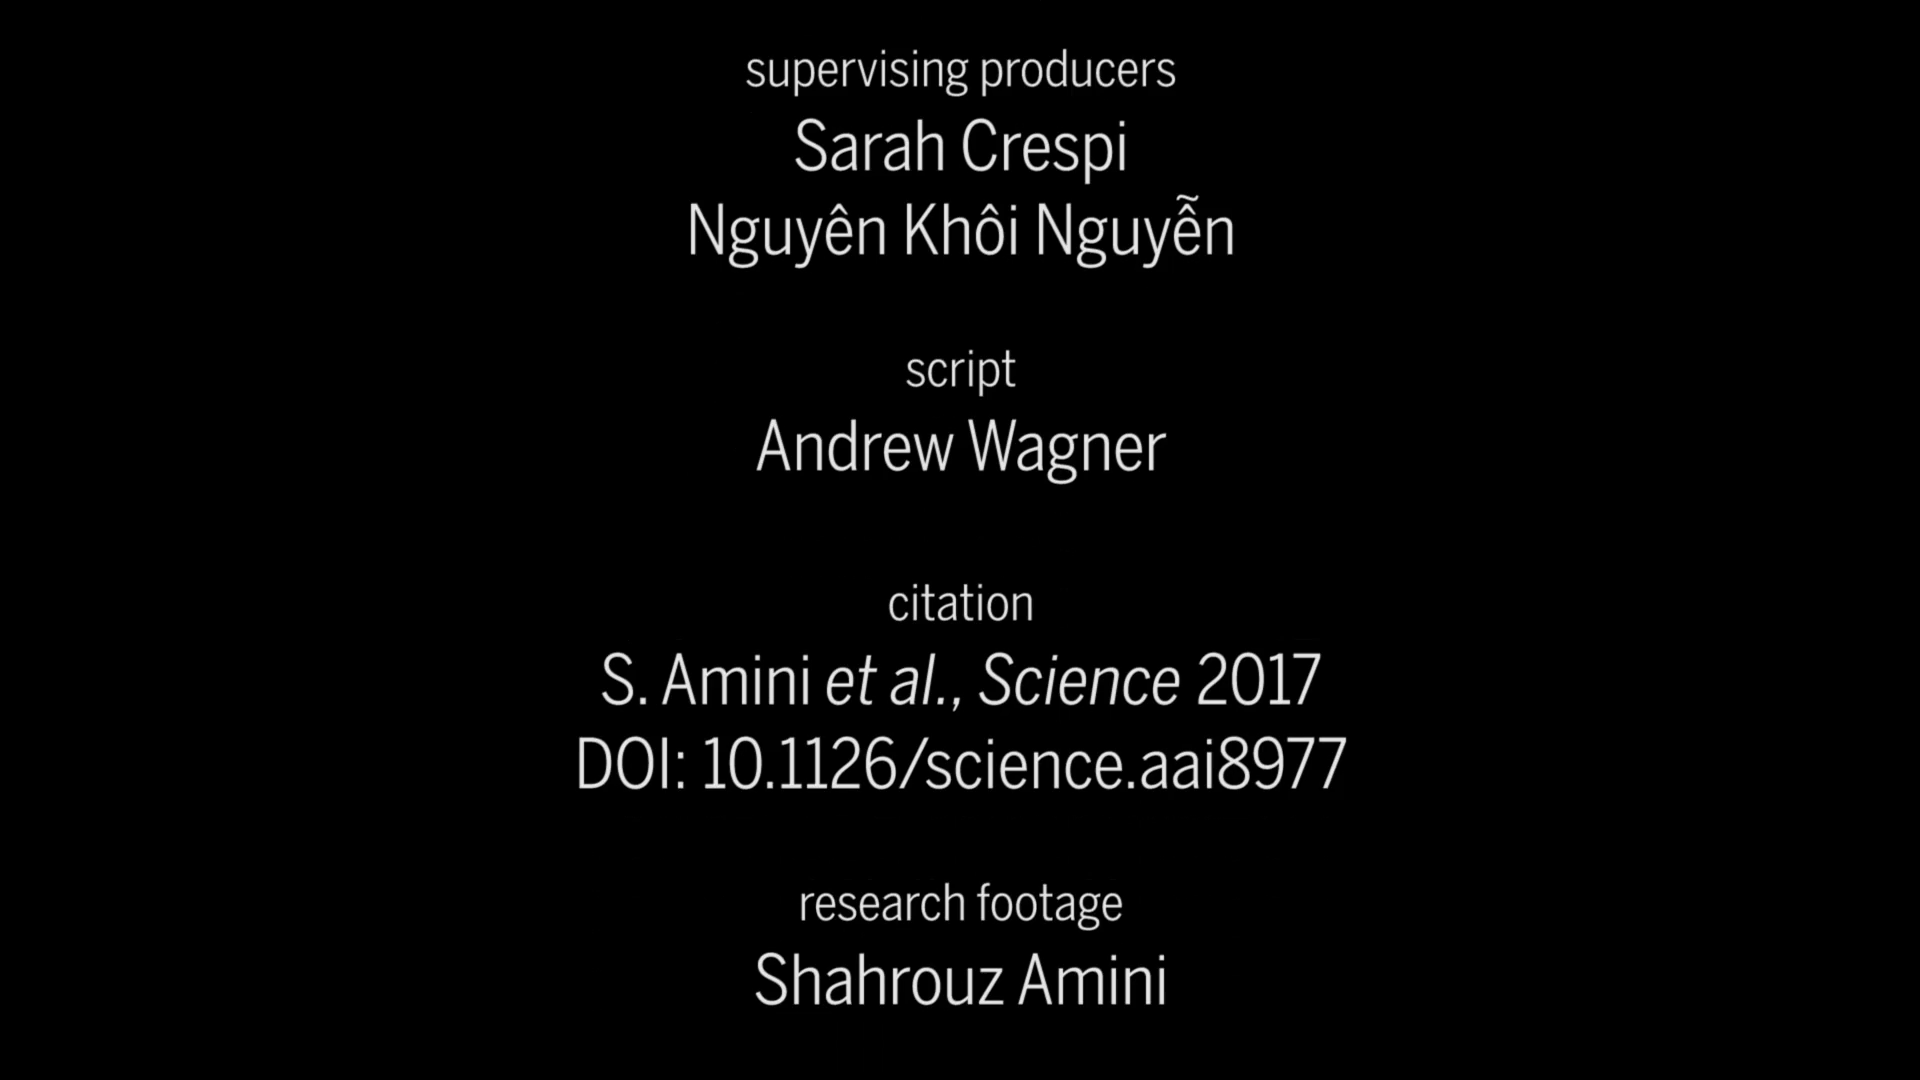 supervising producers
Sarah Crespi
Nguyên Khôi Nguyễn
script
Andrew Wagner
citation
S. Amini et al., Science 2017
DOI: 10.1126/science.aai8977
research footage
Shahrouz Amini